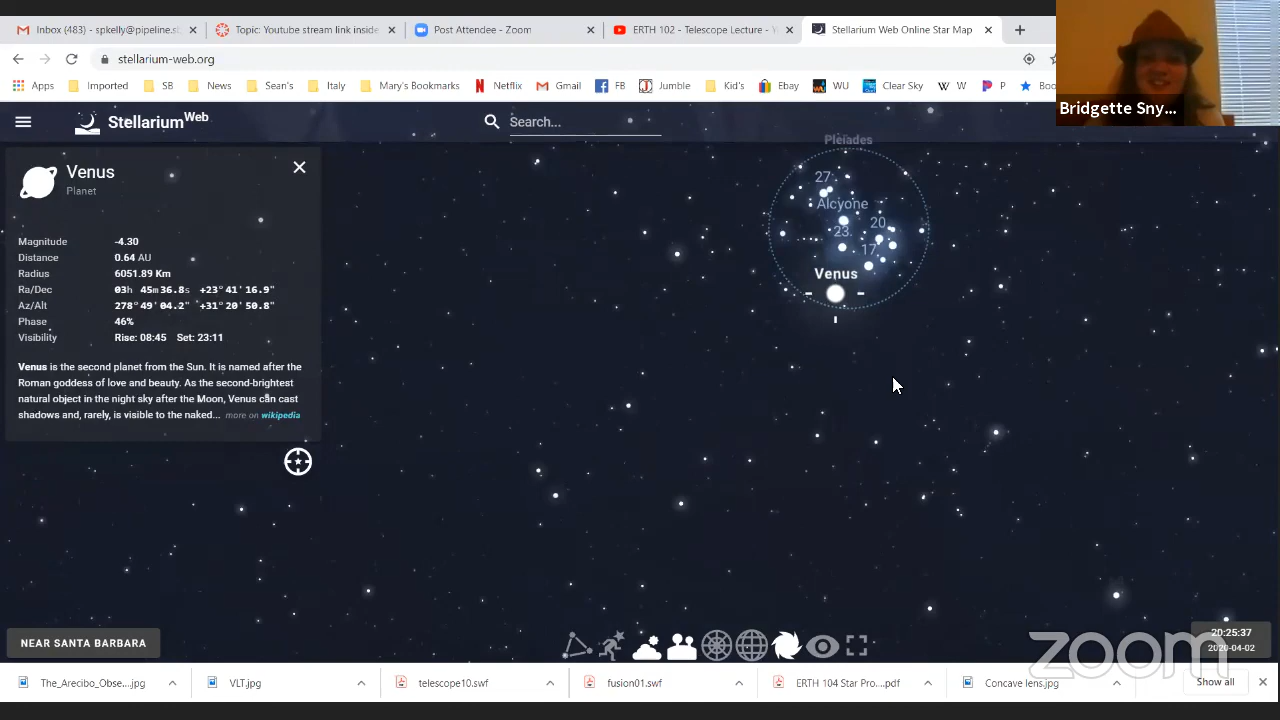 Inbox (483) - spkelly@pipeline.s
Topic: Youtube stream link inside
Post Attendee - Zoom
ERTH 102 - Telescope Lecture - Y
Stellarium Web Online Star Map
stellarium-web.org
Apps
Imported
SB
News
Sean's
Italy
Mary's Bookmarks
Netflix
Gmail
FB
Jumble
Kid's
Ebay
WU
Clear Sky
W
P
Boo
Bridgette Sny...
StellariumWeb
Search...
Pleiades
27
Alcyone
20
23
17
Venus
Venus
Planet
Magnitude -4.30
Distance 0.64 AU
Radius 6051.89 Km
Ra/Dec 03h 45m36.8s +23°41'16.9"
Az/Alt 278°49'04.2" +31°20'50.8"
Phase 46%
Visibility Rise: 08:45 Set: 23:11
Venus is the second planet from the Sun. It is named after the
Roman goddess of love and beauty. As the second-brightest
natural object in the night sky after the Moon, Venus can cast
shadows and, rarely, is visible to the naked... more on wikipedia
NEAR SANTA BARBARA
20:25:37
2020-04-02
zoom
The_Arecibo_Obse....jpg
VLT.jpg
telescope10.swf
fusion01.swf
ERTH 104 Star Pro...pdf
Concave lens.jpg
Show all